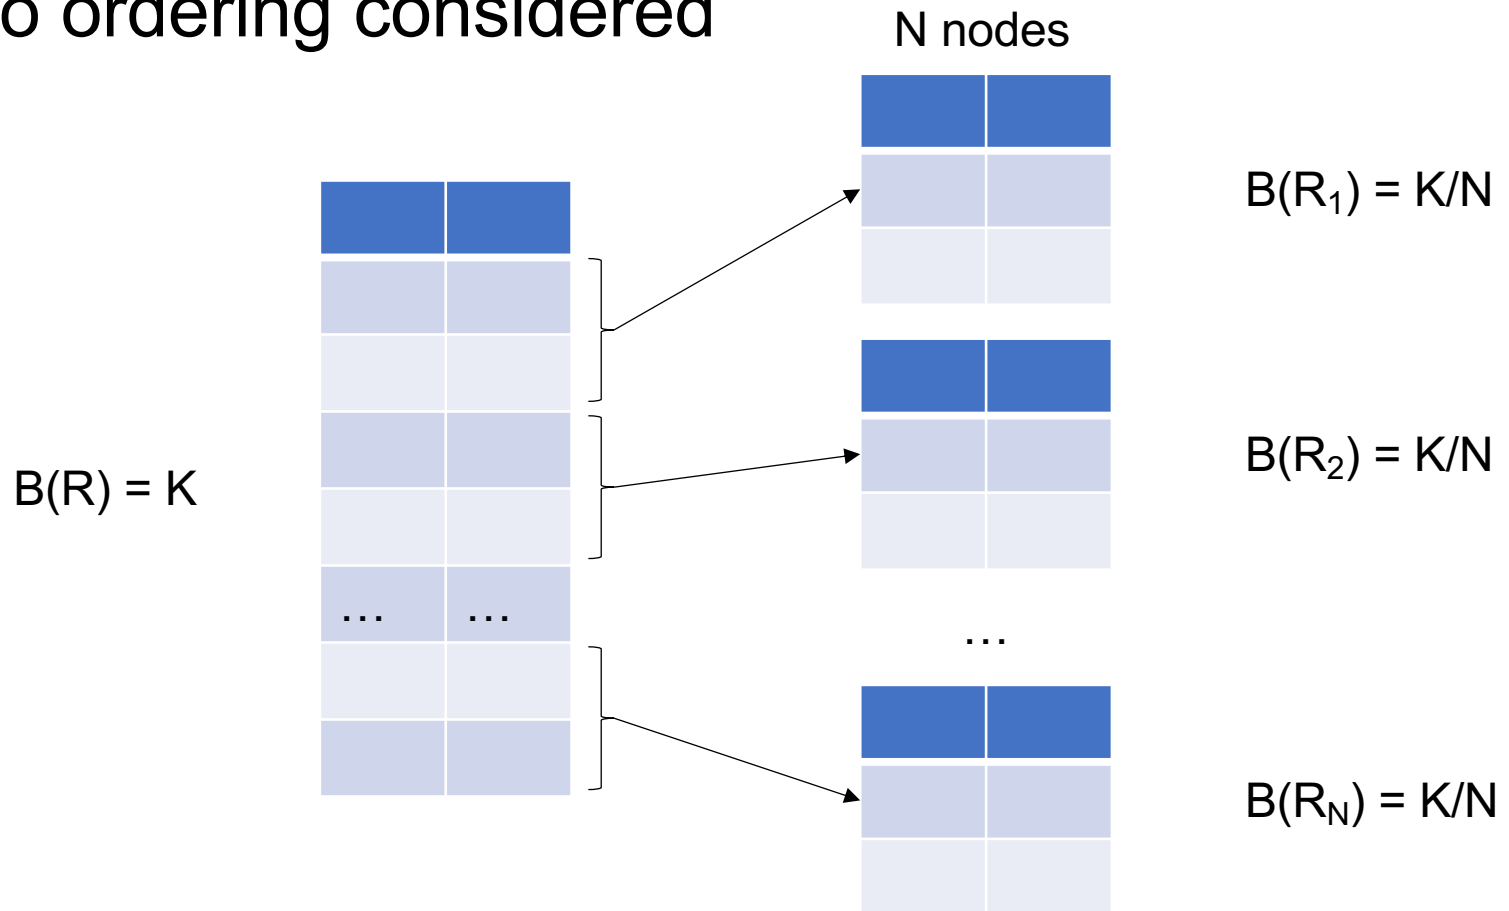 o ordering considered
N nodes
B(R₁) = K/N
B(R₂) = K/N
B(R) = K
... ...
...
B(R_N) = K/N